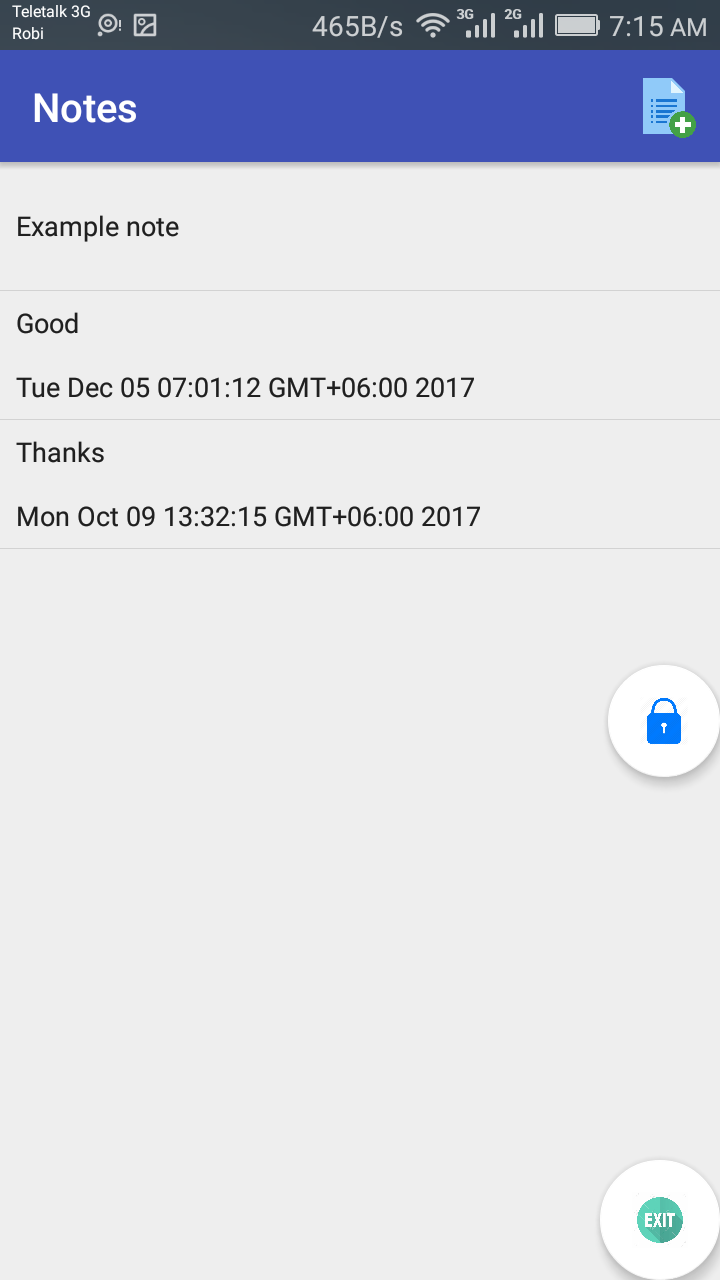 Teletalk 3G
Robi
465B/s 3G 2G 7:15 AM
Notes
Example note
Good
Tue Dec 05 07:01:12 GMT+06:00 2017
Thanks
Mon Oct 09 13:32:15 GMT+06:00 2017
EXIT